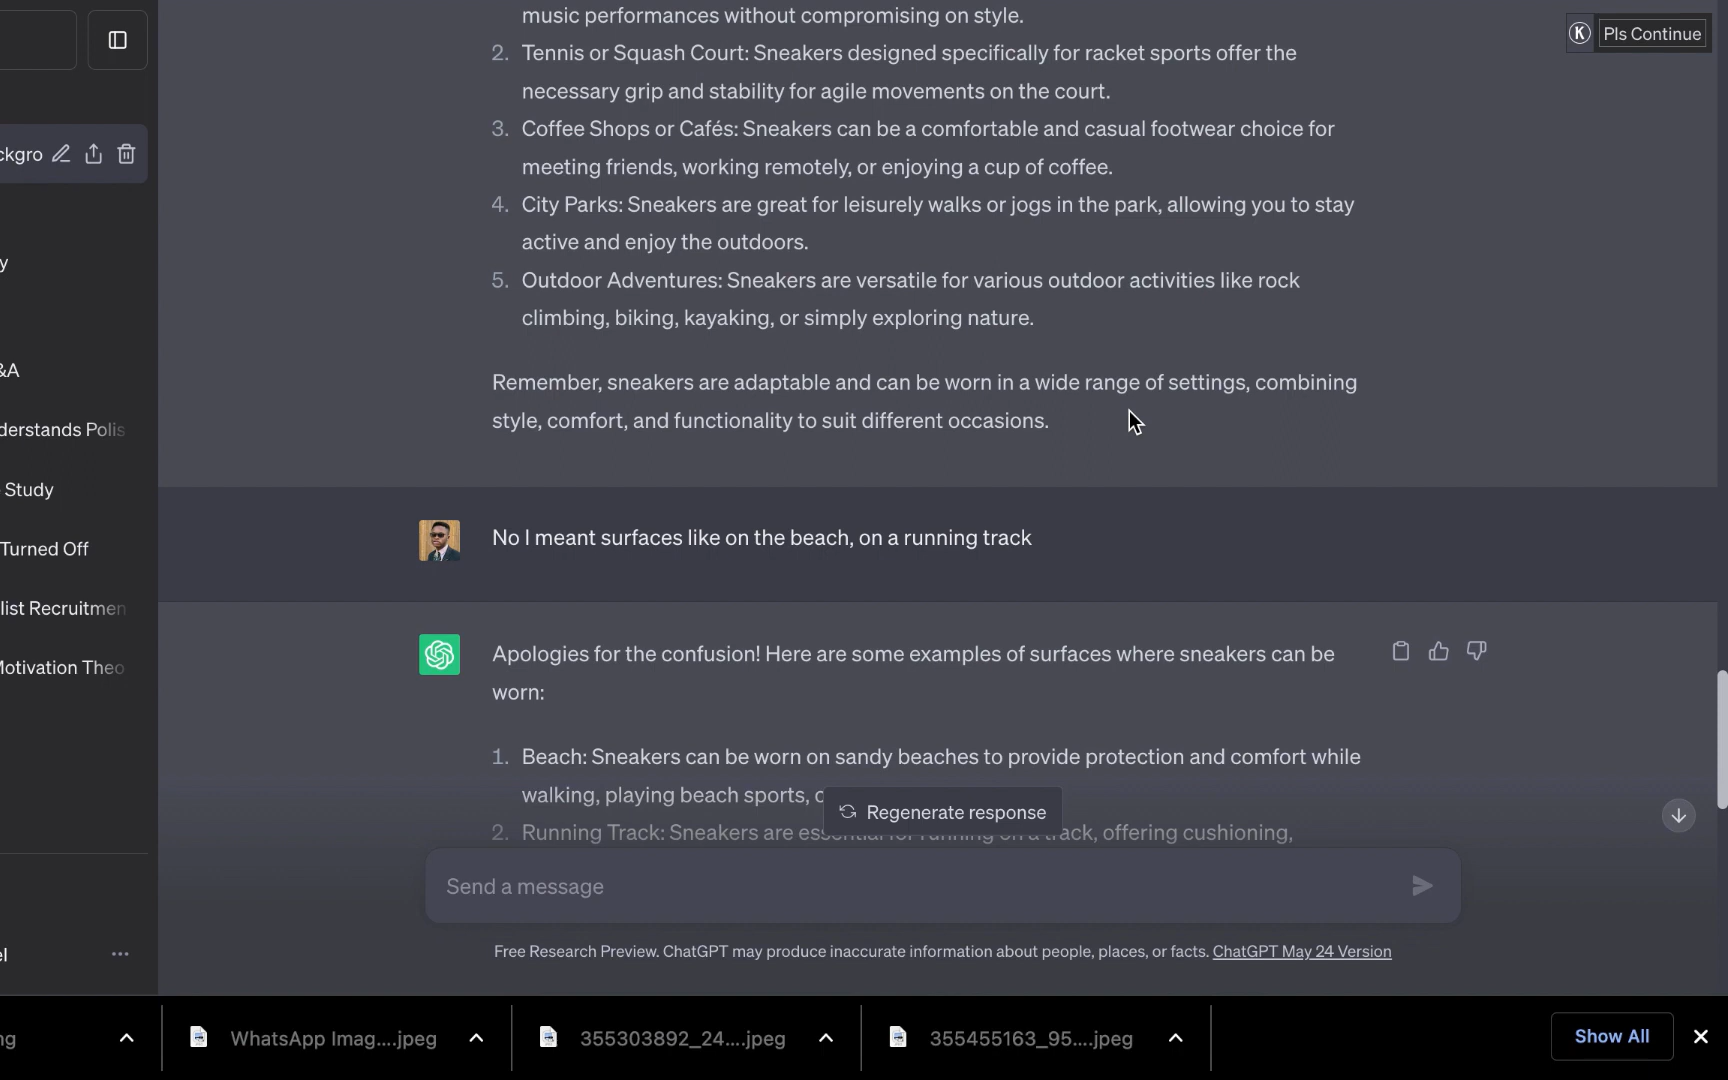 music performances without compromising on style.
2. Tennis or Squash Court: Sneakers designed specifically for racket sports offer the
necessary grip and stability for agile movements on the court.
3. Coffee Shops or Cafés: Sneakers can be a comfortable and casual footwear choice for
meeting friends, working remotely, or enjoying a cup of coffee.
4. City Parks: Sneakers are great for leisurely walks or jogs in the park, allowing you to stay
active and enjoy the outdoors.
5. Outdoor Adventures: Sneakers are versatile for various outdoor activities like rock
climbing, biking, kayaking, or simply exploring nature.
Remember, sneakers are adaptable and can be worn in a wide range of settings, combining
style, comfort, and functionality to suit different occasions.
K Pls Continue
ckgro
y
&A
derstands Polis
Study
Turned Off
list Recruitmen
Motivation Theo
el
No I meant surfaces like on the beach, on a running track
Apologies for the confusion! Here are some examples of surfaces where sneakers can be
worn:
1. Beach: Sneakers can be worn on sandy beaches to provide protection and comfort while
walking, playing beach sports, o
Regenerate response
2. Running Track: Sneakers are essential for running on a track, offering cushioning,
Send a message
Free Research Preview. ChatGPT may produce inaccurate information about people, places, or facts. ChatGPT May 24 Version
ng
WhatsApp Imag....jpeg
355303892_24....jpeg
355455163_95....jpeg
Show All